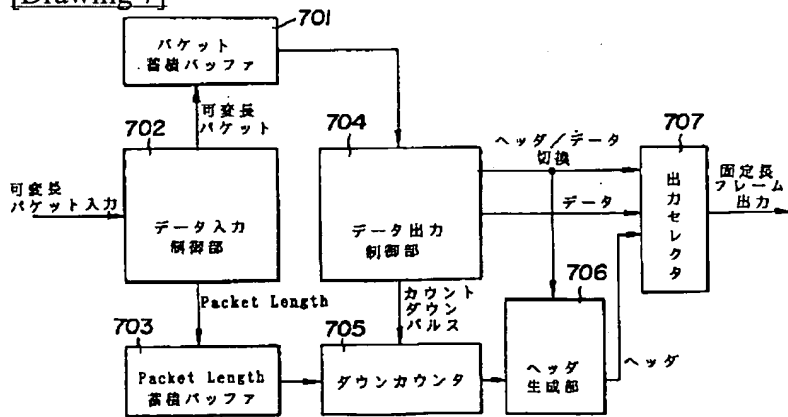 [Drawing 7]
701
パケット
蓄積バッファ
可変長
パケット
702
704
707
ヘッダ/データ
切換
可変長
パケット入力
データ入力
制御部
データ出力
制御部
データ
出力セレクタ
固定長
フレーム
出力
Packet Length
カウント
ダウン
パルス
706
703
705
Packet Length
蓄積バッファ
ダウンカウンタ
ヘッダ
生成部
ヘッダ